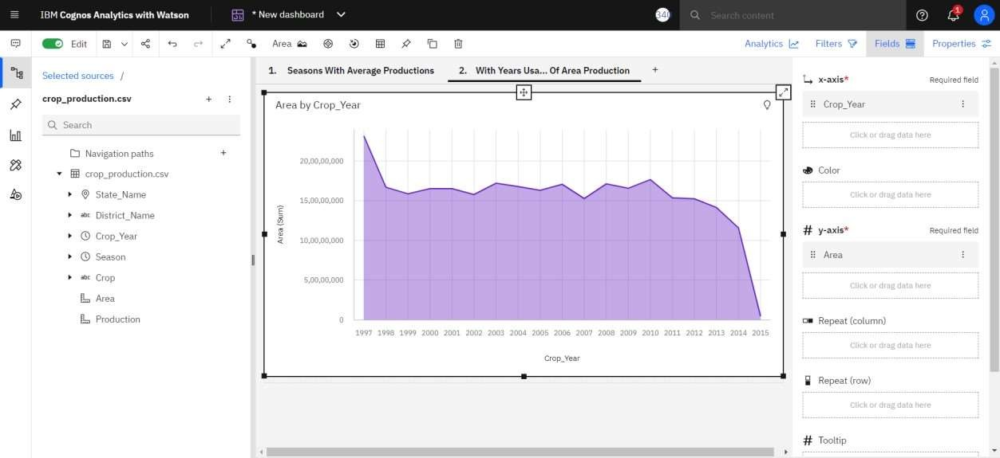 IBM Cognos Analytics with Watson
* New dashboard
340
Search content
1
Edit
Area
Analytics
Filters
Fields
Properties
Selected sources /
crop_production.csv
Search
Navigation paths
crop_production.csv
State_Name
District_Name
Crop_Year
Season
Crop
Area
Production
1. Seasons With Average Productions
2. With Years Usa... Of Area Production
Area by Crop_Year
Area (Sum)
20,00,00,000
15,00,00,000
10,00,00,000
5,00,00,000
0
1997 1998 1999 2000 2001 2002 2003 2004 2005 2006 2007 2008 2009 2010 2011 2012 2013 2014 2015
Crop_Year
x-axis* Required field
Crop_Year
Click or drag data here
Color
Click or drag data here
y-axis* Required field
Area
Click or drag data here
Repeat (column)
Click or drag data here
Repeat (row)
Click or drag data here
Tooltip